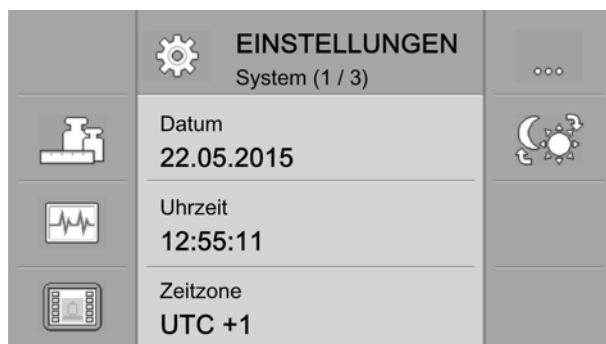 EINSTELLUNGEN
System (1 / 3)
Datum
22.05.2015
Uhrzeit
12:55:11
Zeitzone
UTC +1